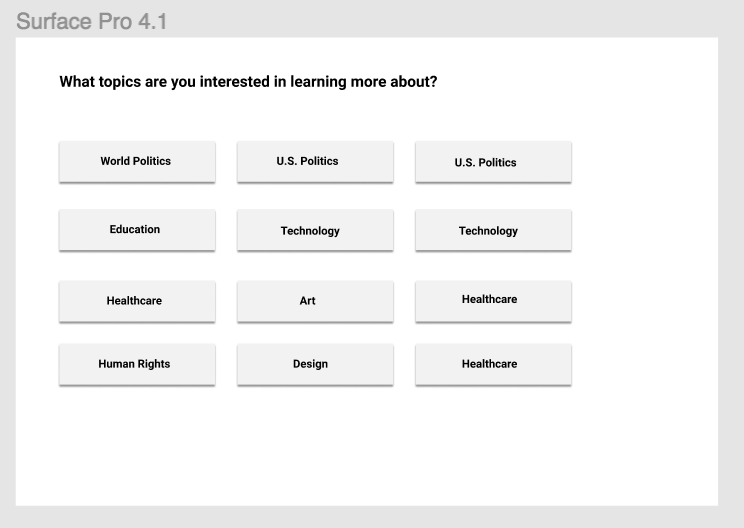 Surface Pro 4.1
What topics are you interested in learning more about?
World Politics
U.S. Politics
U.S. Politics
Education
Technology
Technology
Healthcare
Art
Healthcare
Human Rights
Design
Healthcare